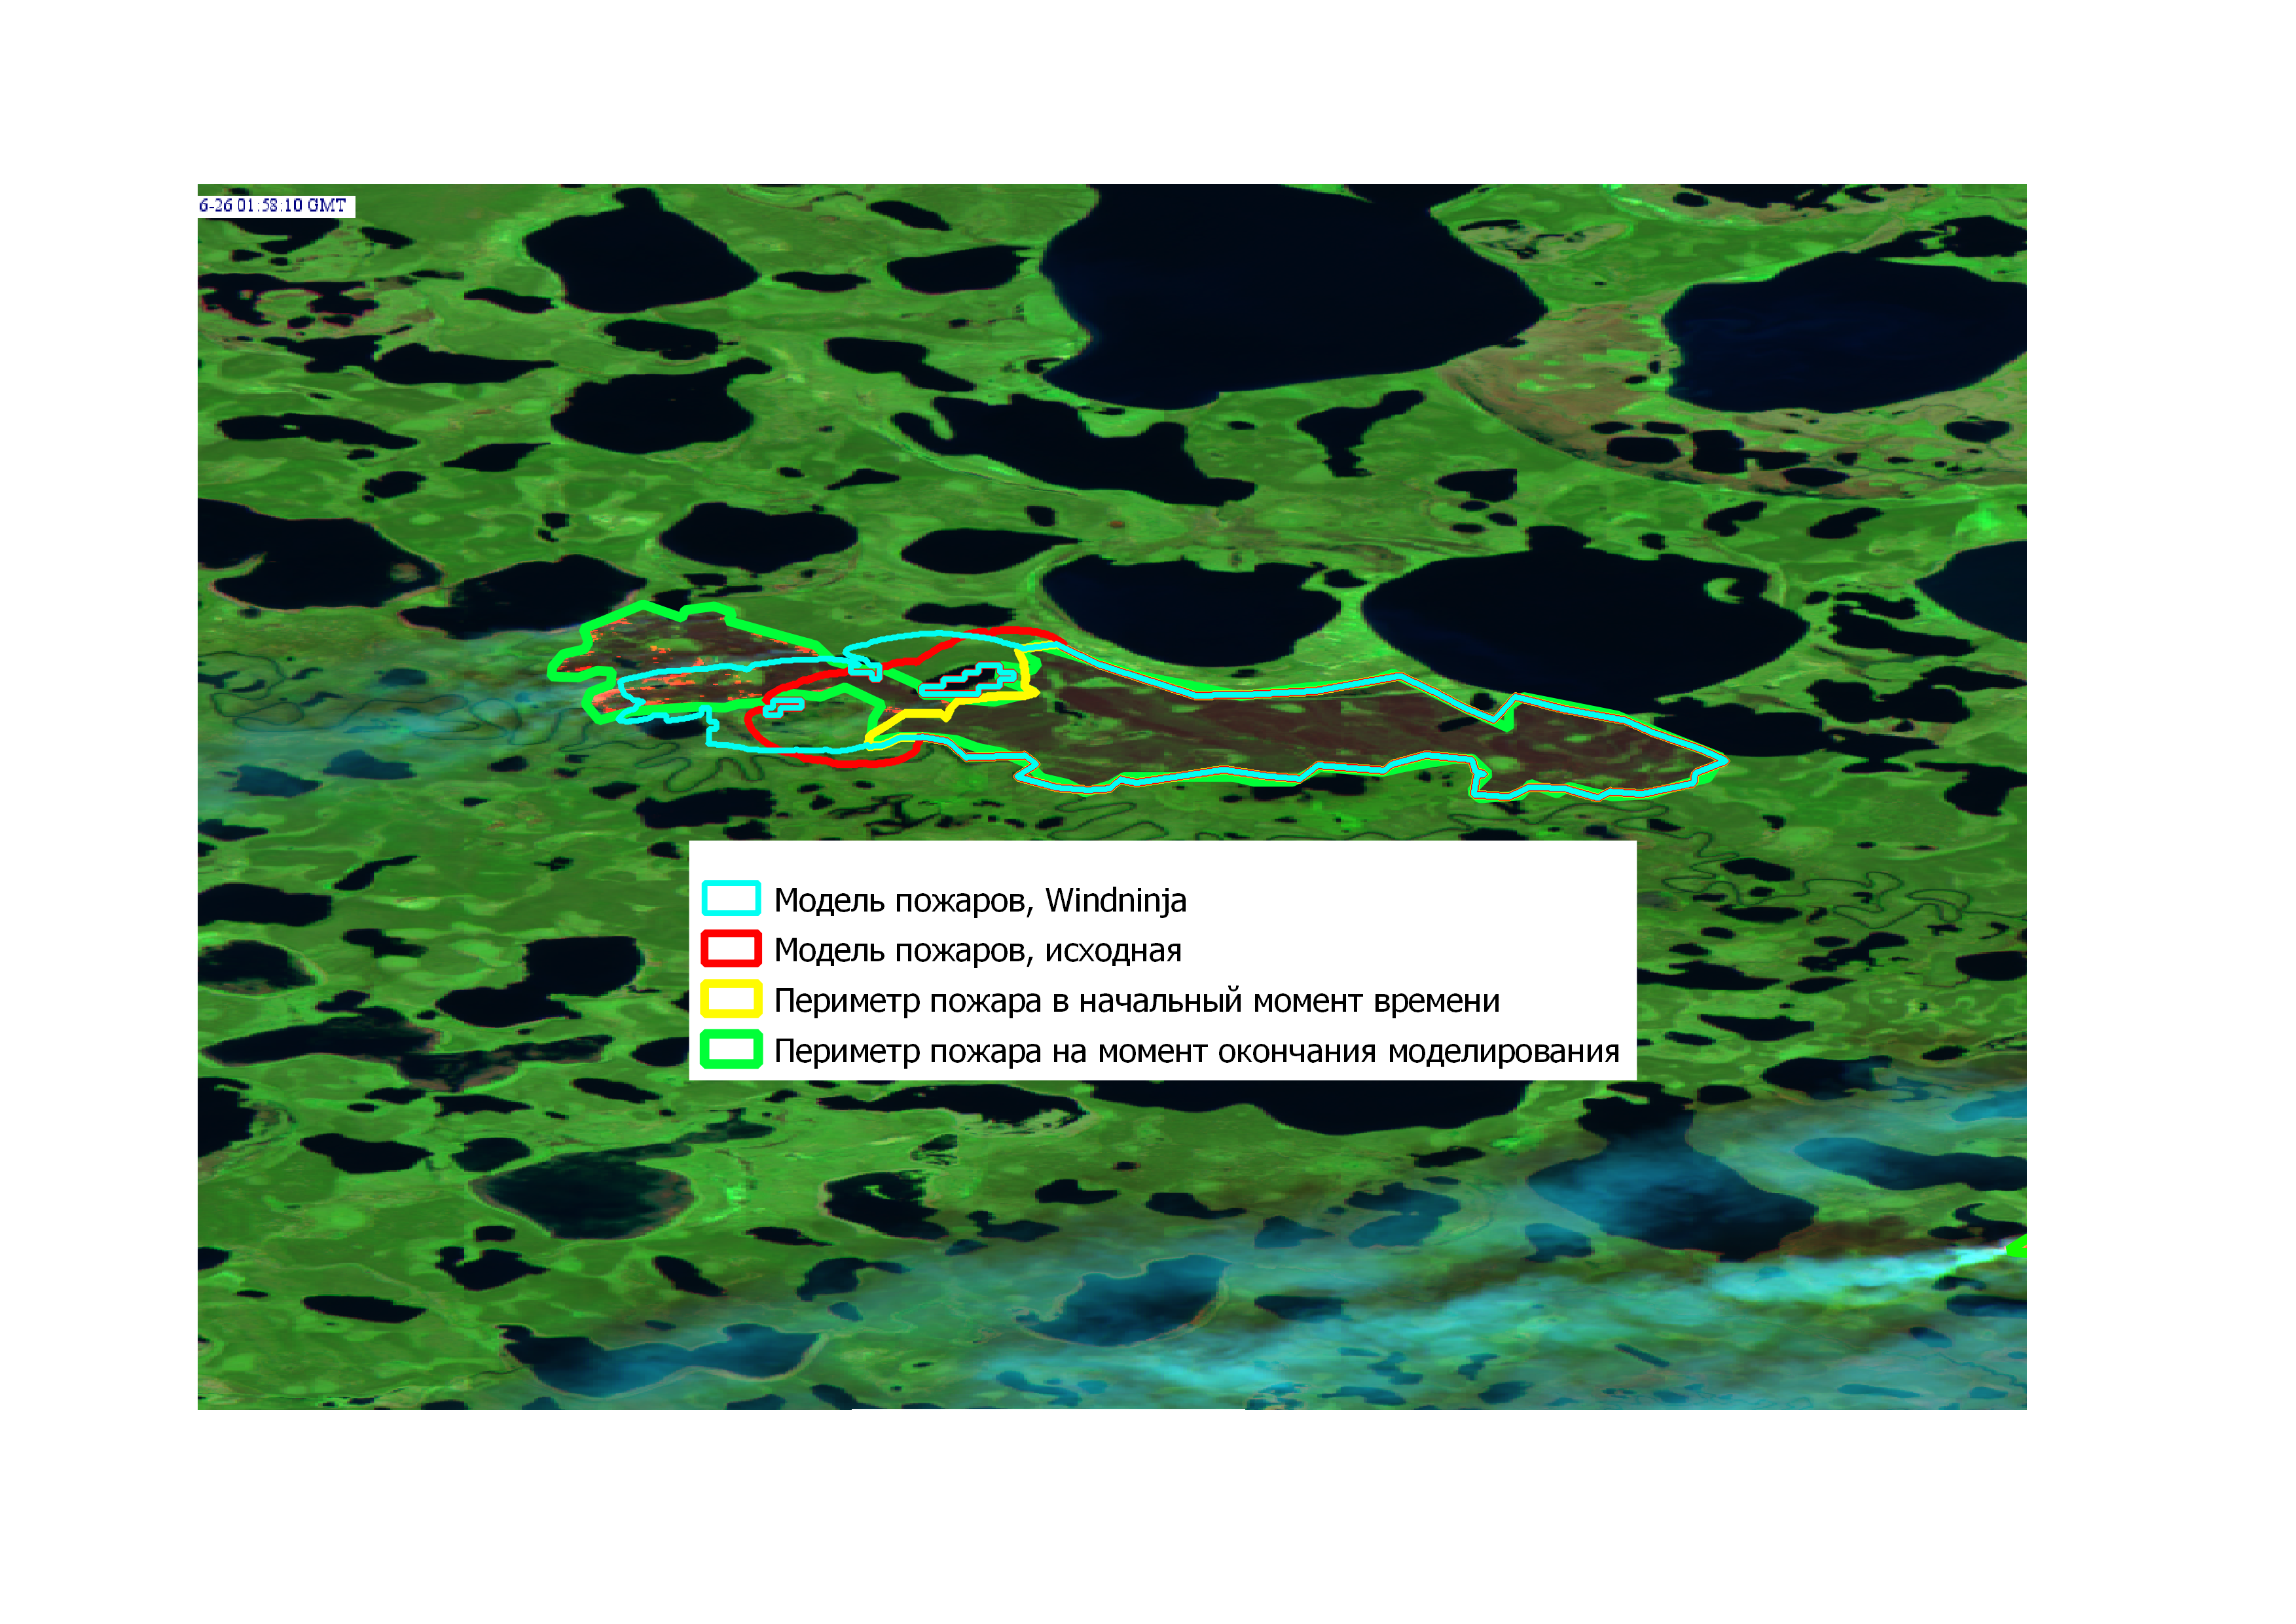 6-26 01:58:10 GMT
Модель пожаров, Windninja
Модель пожаров, исходная
Периметр пожара в начальный момент времени
Периметр пожара на момент окончания моделирования